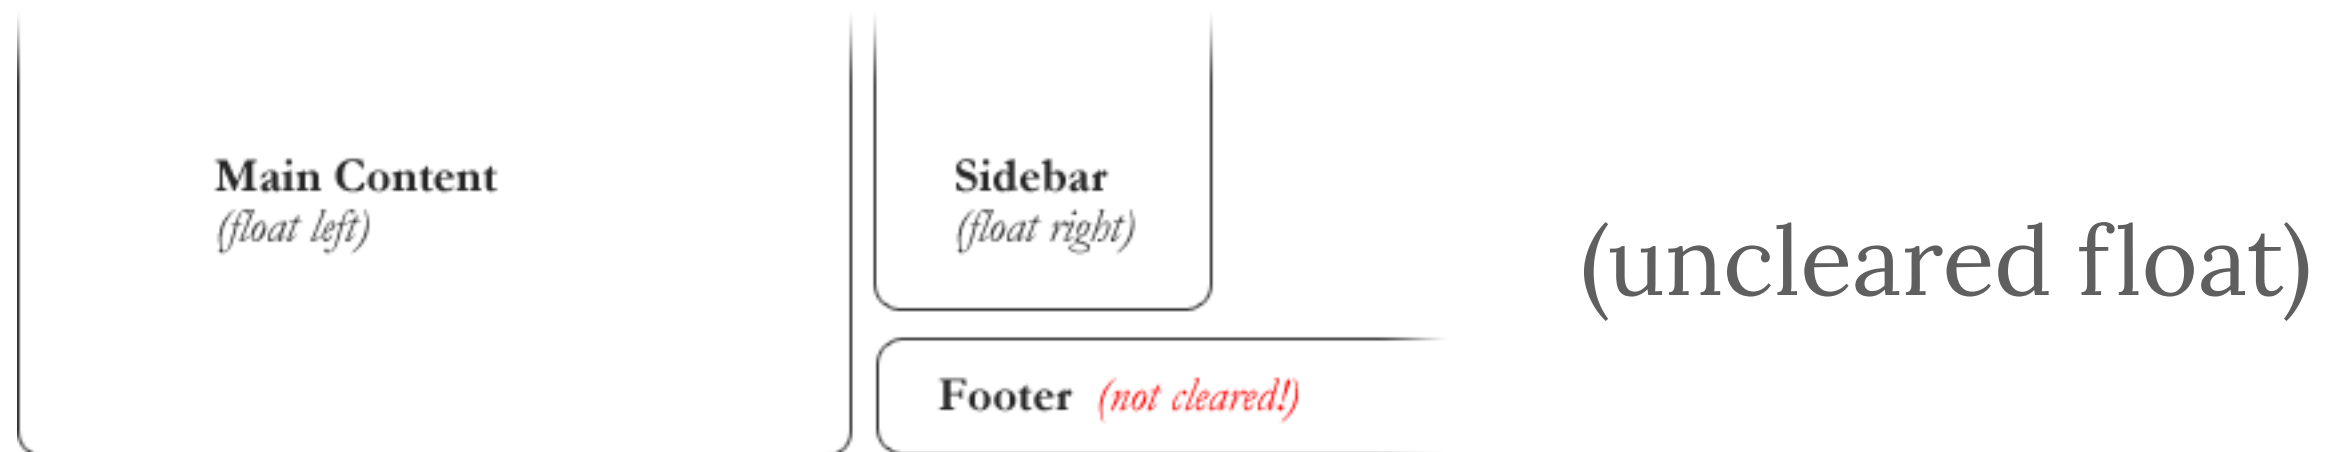 Main Content
(float left)
Sidebar
(float right)
Footer (not cleared!)
(uncleared float)